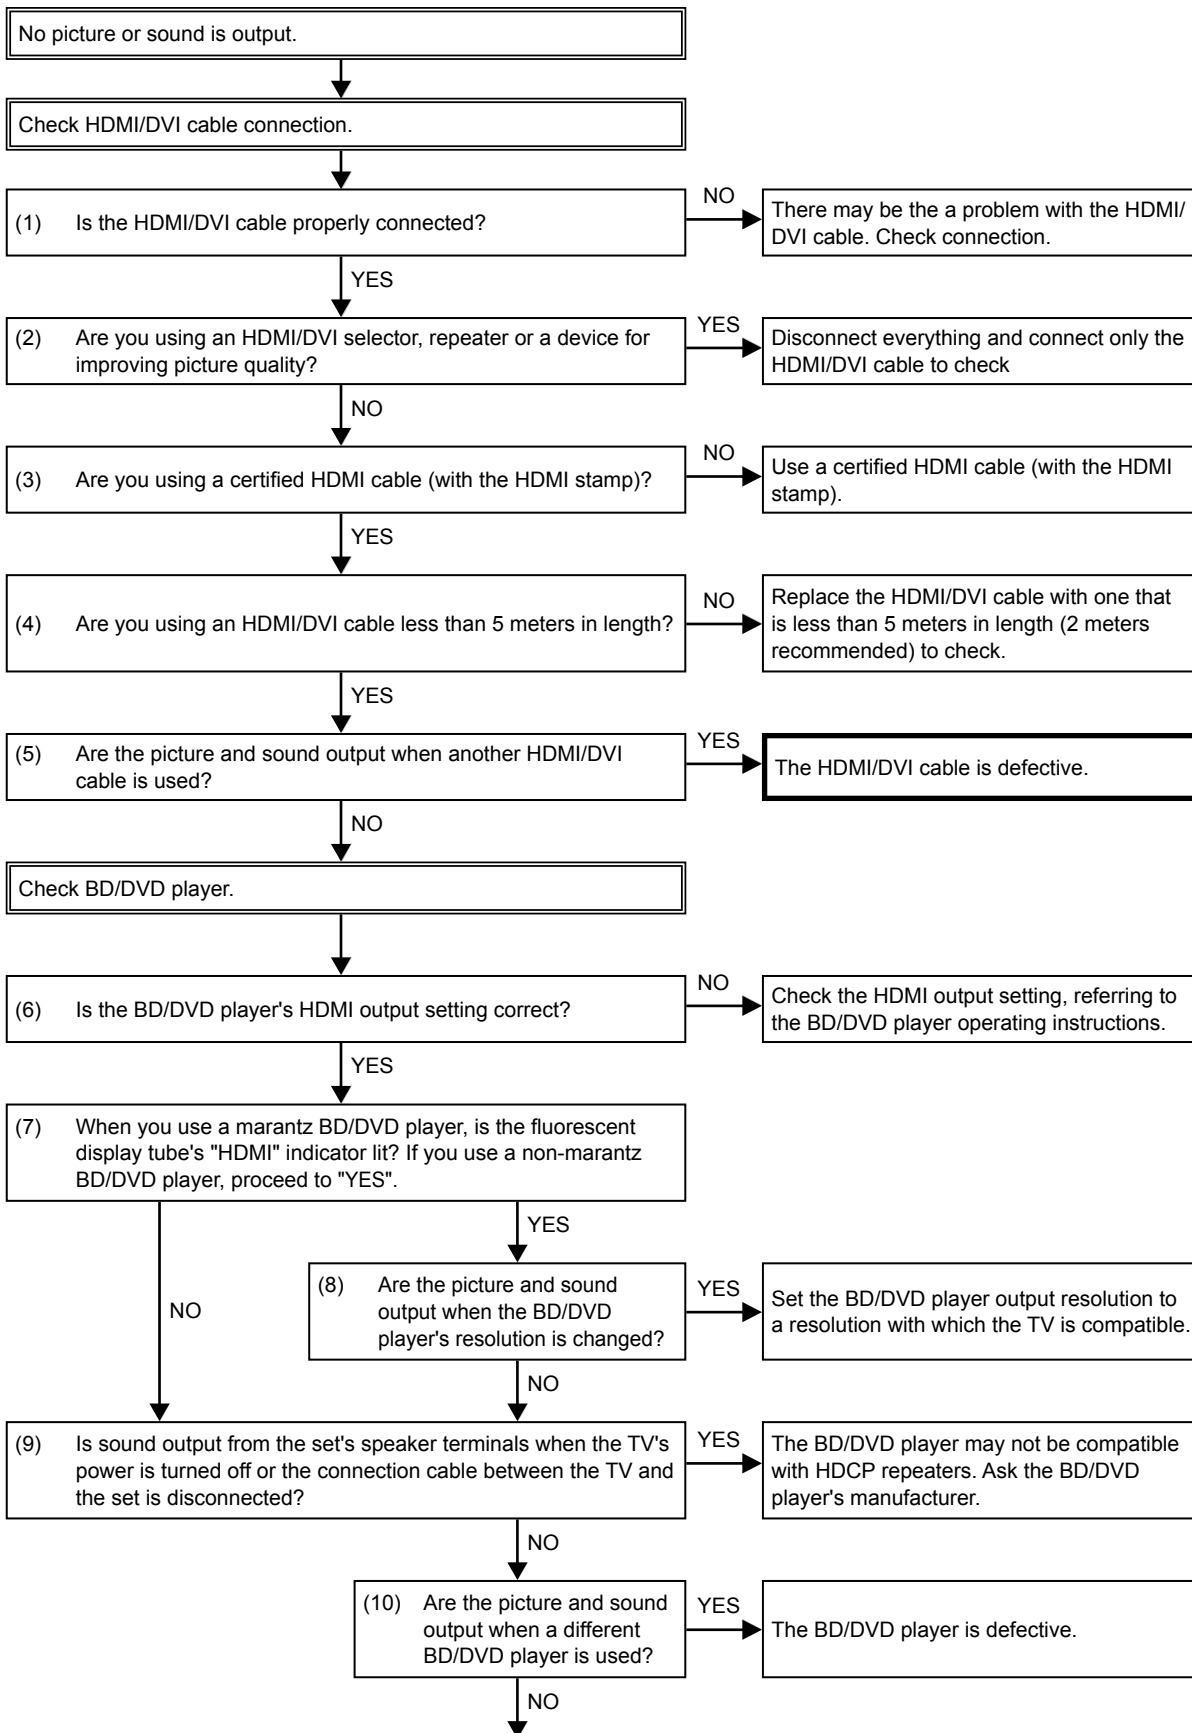 No picture or sound is output.
Check HDMI/DVI cable connection.
(1) Is the HDMI/DVI cable properly connected?
NO
There may be the a problem with the HDMI/
DVI cable. Check connection.
YES
(2) Are you using an HDMI/DVI selector, repeater or a device for
improving picture quality?
YES
Disconnect everything and connect only the
HDMI/DVI cable to check
NO
(3) Are you using a certified HDMI cable (with the HDMI stamp)?
NO
Use a certified HDMI cable (with the HDMI
stamp).
YES
(4) Are you using an HDMI/DVI cable less than 5 meters in length?
NO
Replace the HDMI/DVI cable with one that
is less than 5 meters in length (2 meters
recommended) to check.
YES
(5) Are the picture and sound output when another HDMI/DVI
cable is used?
YES
The HDMI/DVI cable is defective.
NO
Check BD/DVD player.
(6) Is the BD/DVD player's HDMI output setting correct?
NO
Check the HDMI output setting, referring to
the BD/DVD player operating instructions.
YES
(7) When you use a marantz BD/DVD player, is the fluorescent
display tube's "HDMI" indicator lit? If you use a non-marantz
BD/DVD player, proceed to "YES".
YES
NO
(8) Are the picture and sound
output when the BD/DVD
player's resolution is changed?
YES
Set the BD/DVD player output resolution to
a resolution with which the TV is compatible.
NO
(9) Is sound output from the set's speaker terminals when the TV's
power is turned off or the connection cable between the TV and
the set is disconnected?
YES
The BD/DVD player may not be compatible
with HDCP repeaters. Ask the BD/DVD
player's manufacturer.
NO
(10) Are the picture and sound
output when a different
BD/DVD player is used?
YES
The BD/DVD player is defective.
NO